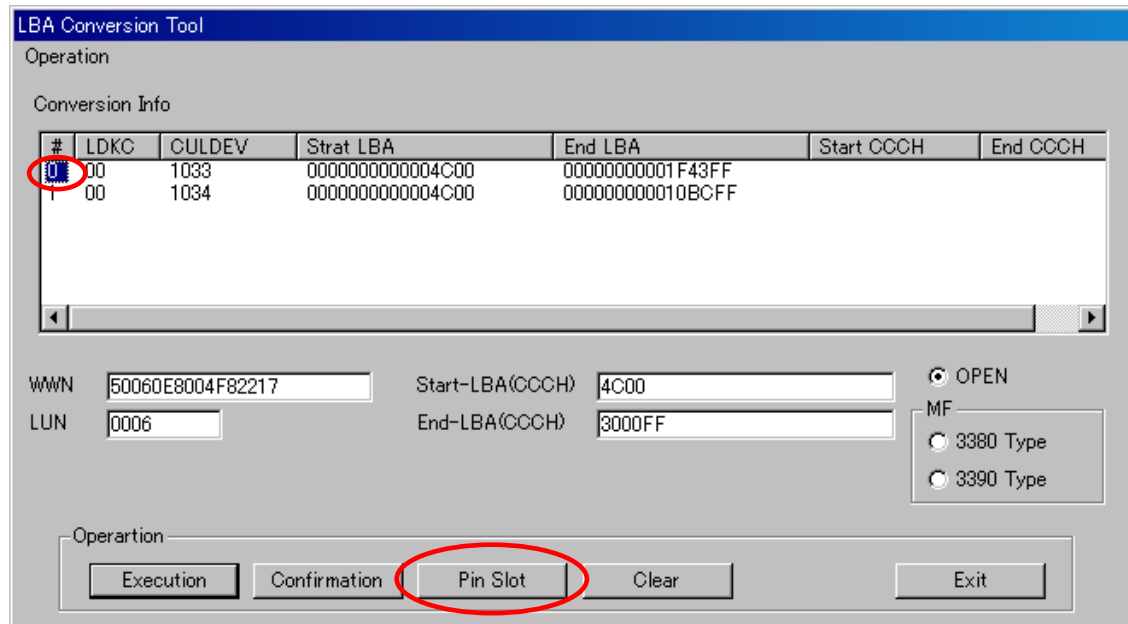 LBA Conversion Tool
Operation
Conversion Info
# LDKC CULDEV Strat LBA End LBA Start CCCH End CCCH
0 00 1033 0000000000004C00 00000000001F43FF
1 00 1034 0000000000004C00 000000000010BCFF
WWN 50060E8004F82217 Start-LBA(CCCH) 4C00 OPEN
LUN 0006 End-LBA(CCCH) 3000FF MF
3380 Type
3390 Type
Operartion
Execution Confirmation Pin Slot Clear Exit